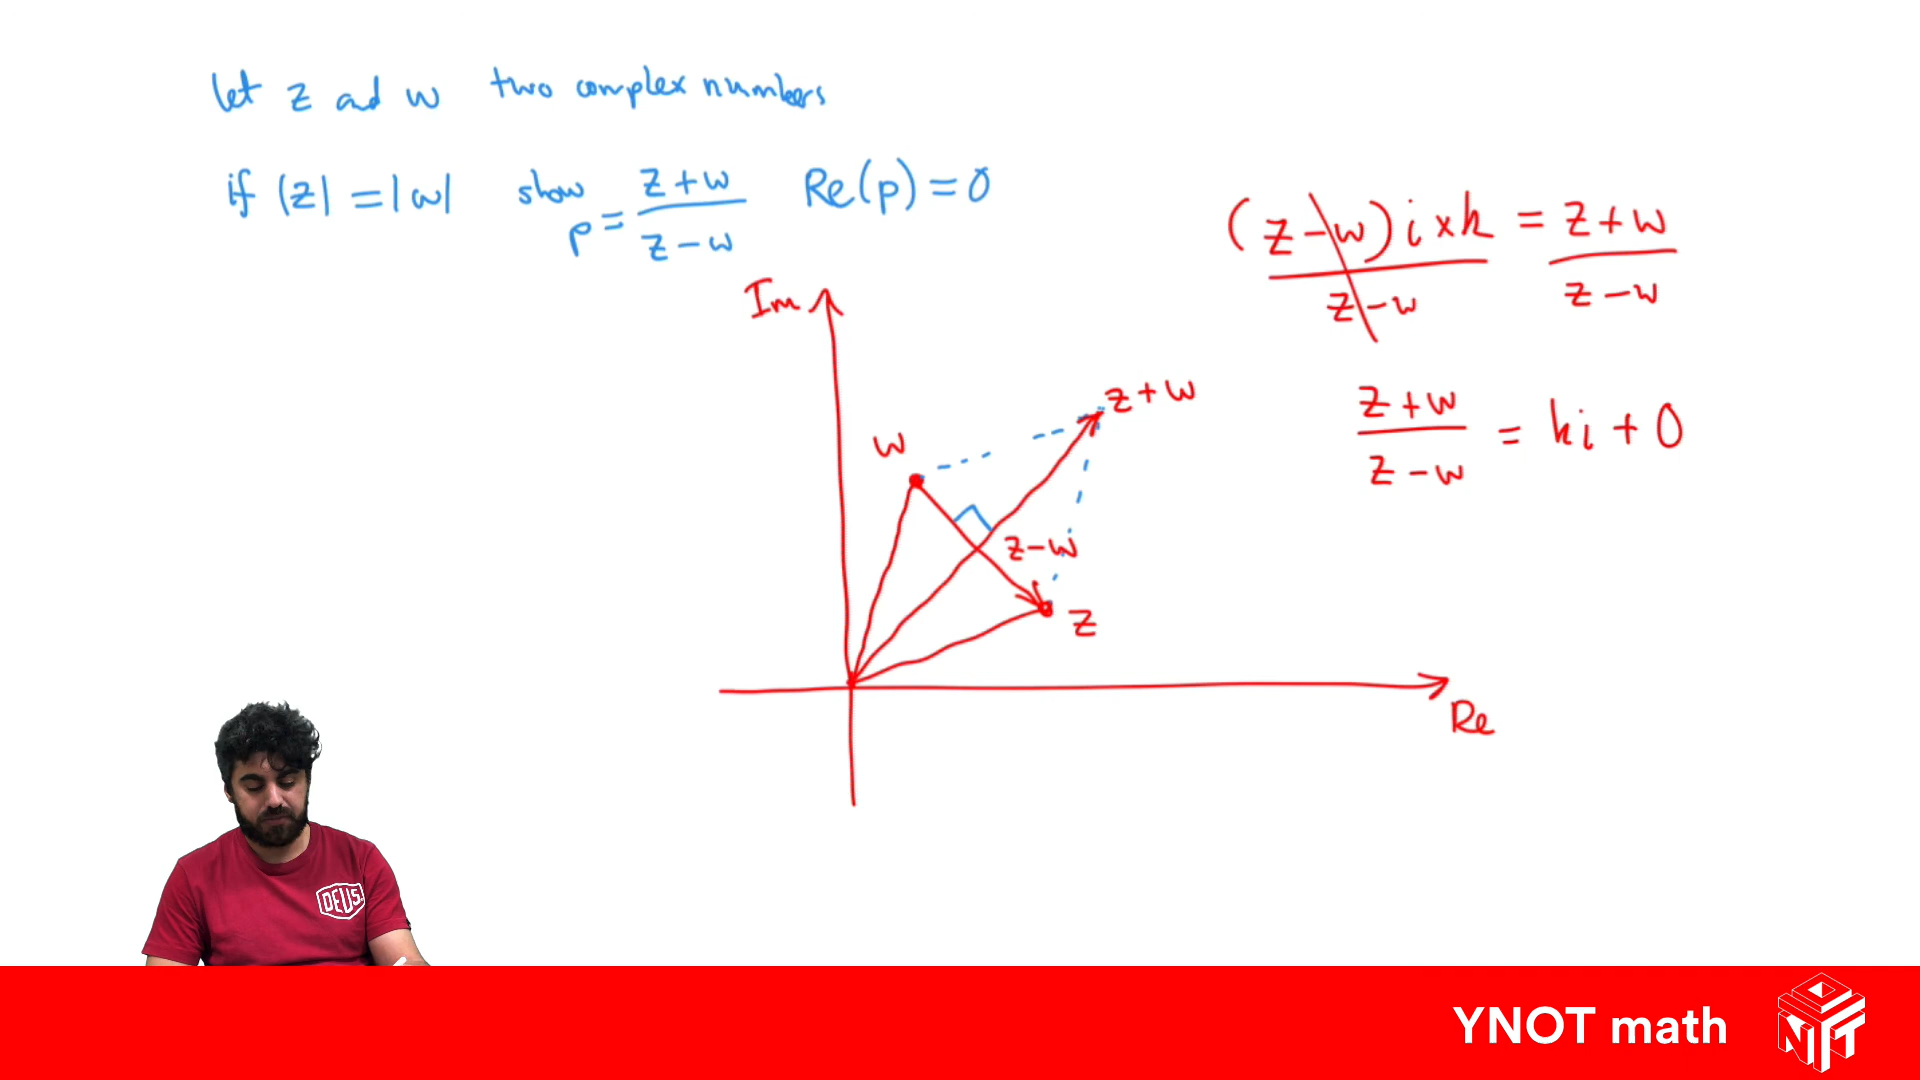 let z and w two complex numbers
if |z| = |w| show p = z+w / z-w Re(p) = 0
(z-w) i x k / z-w = z+w / z-w
z+w / z-w = ki + 0
Im
z+w
w
z-w
z
Re
DEUS
YNOT math